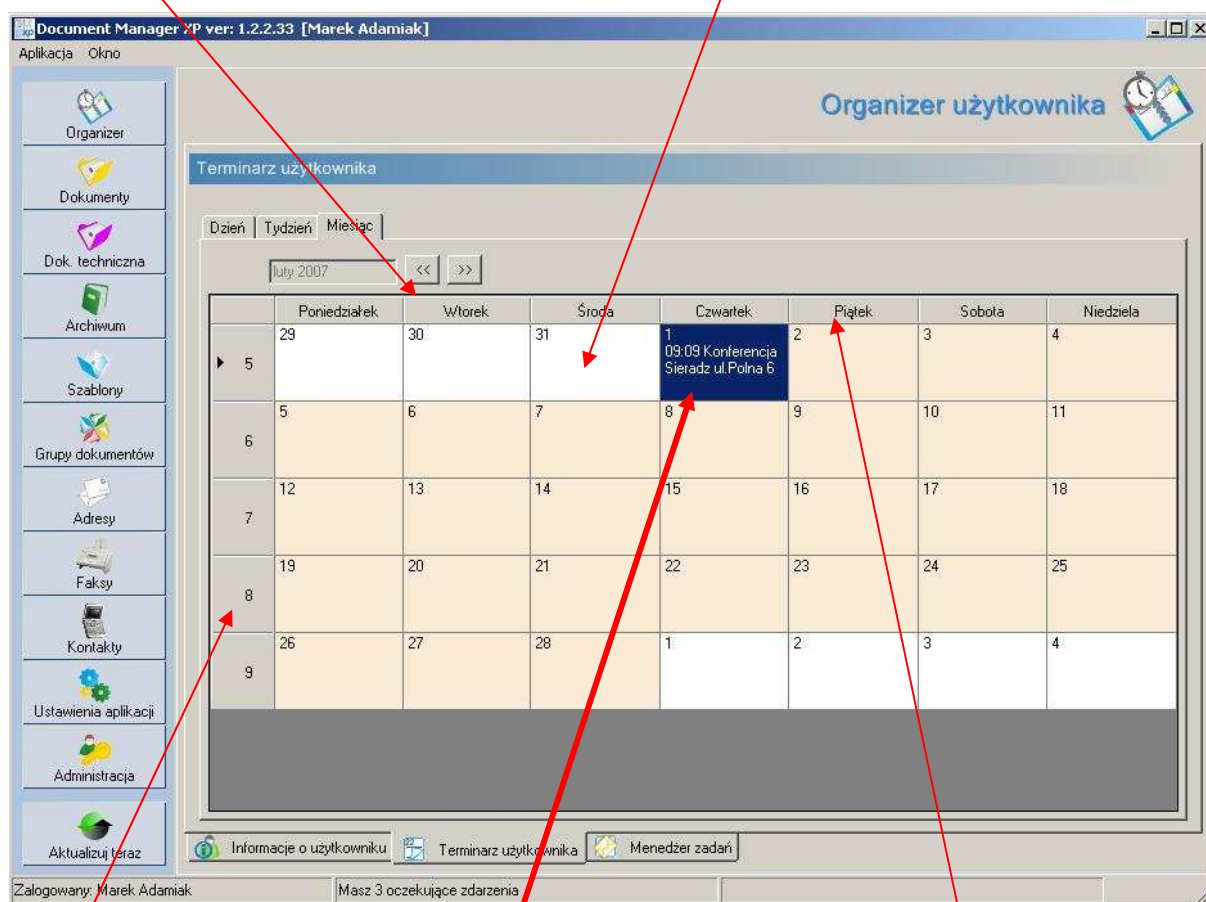 Document Manager XP ver: 1.2.2.33 [Marek Adamiak]
Aplikacja Okno
Organizer
Dokumenty
Dok. techniczna
Archiwum
Szablony
Grupy dokumentów
Adresy
Faksy
Kontakty
Ustawienia aplikacji
Administracja
Aktualizuj teraz
Organizer użytkownika
Terminarz użytkownika
Dzień Tydzień Miesiąc
luty 2007 << >>
Poniedziałek Wtorek Środa Czwartek Piątek Sobota Niedziela
5 29 30 31 1 2 3 4
09:09 Konferencja
Sieradz ul.Polna 6
6 5 6 7 8 9 10 11
7 12 13 14 15 16 17 18
8 19 20 21 22 23 24 25
9 26 27 28 1 2 3 4
Informacje o użytkowniku Terminarz użytkownika Menedżer zadań
Zalogowany: Marek Adamiak Masz 3 oczekujące zdarzenia